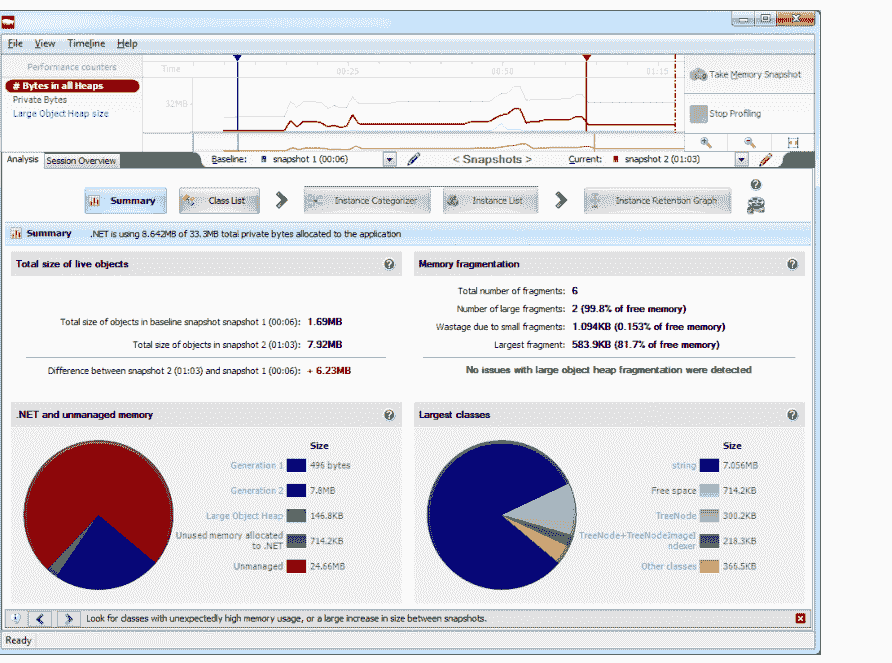 File View Timeline Help
Performance counters
# Bytes in all Heaps
Private Bytes
Large Object Heap size
Time 00:25 00:50 01:15
32MB
Take Memory Snapshot
Stop Profiling
Analysis Session Overview Baseline: snapshot 1 (00:06) < Snapshots > Current: snapshot 2 (01:03)
Summary Class List Instance Categorizer Instance List Instance Retention Graph
Summary .NET is using 8.642MB of 33.3MB total private bytes allocated to the application
Total size of live objects
Total size of objects in baseline snapshot snapshot 1 (00:06): 1.69MB
Total size of objects in snapshot 2 (01:03): 7.92MB
Difference between snapshot 2 (01:03) and snapshot 1 (00:06): + 6.23MB
Memory fragmentation
Total number of fragments: 6
Number of large fragments: 2 (99.8% of free memory)
Wastage due to small fragments: 1.094KB (0.153% of free memory)
Largest fragment: 583.9KB (81.7% of free memory)
No issues with large object heap fragmentation were detected
.NET and unmanaged memory
Size
Generation 1 496 bytes
Generation 2 7.8MB
Large Object Heap 146.8KB
Unused memory allocated
to .NET 714.2KB
Unmanaged 24.66MB
Largest classes
Size
string 7.056MB
Free space 714.2KB
TreeNode 300.2KB
TreeNode+TreeNodeImageI
ndexer 218.3KB
Other classes 366.5KB
Look for classes with unexpectedly high memory usage, or a large increase in size between snapshots.
Ready